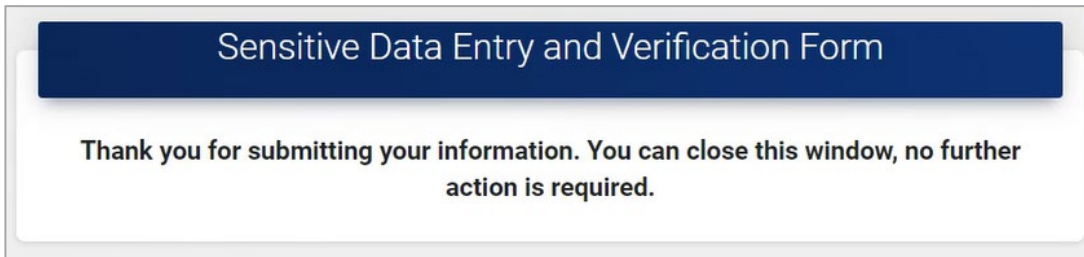 Sensitive Data Entry and Verification Form
Thank you for submitting your information. You can close this window, no further
action is required.